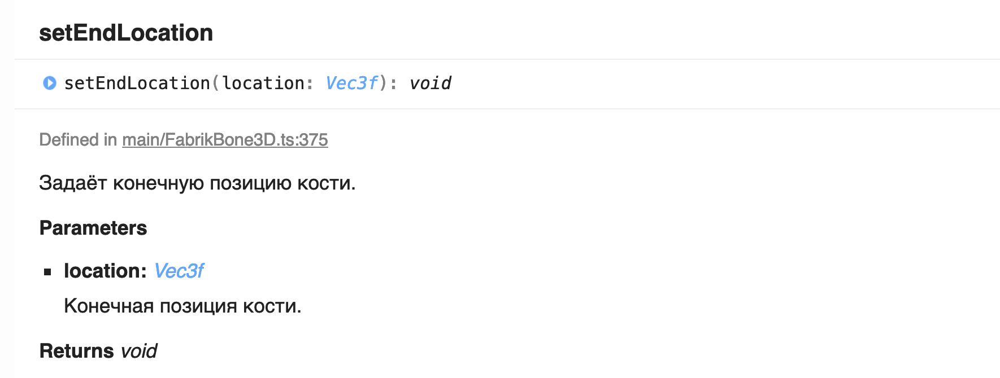 setEndLocation
setEndLocation(location: Vec3f): void
Defined in main/FabrikBone3D.ts:375
Задаёт конечную позицию кости.
Parameters
location: Vec3f
Конечная позиция кости.
Returns void